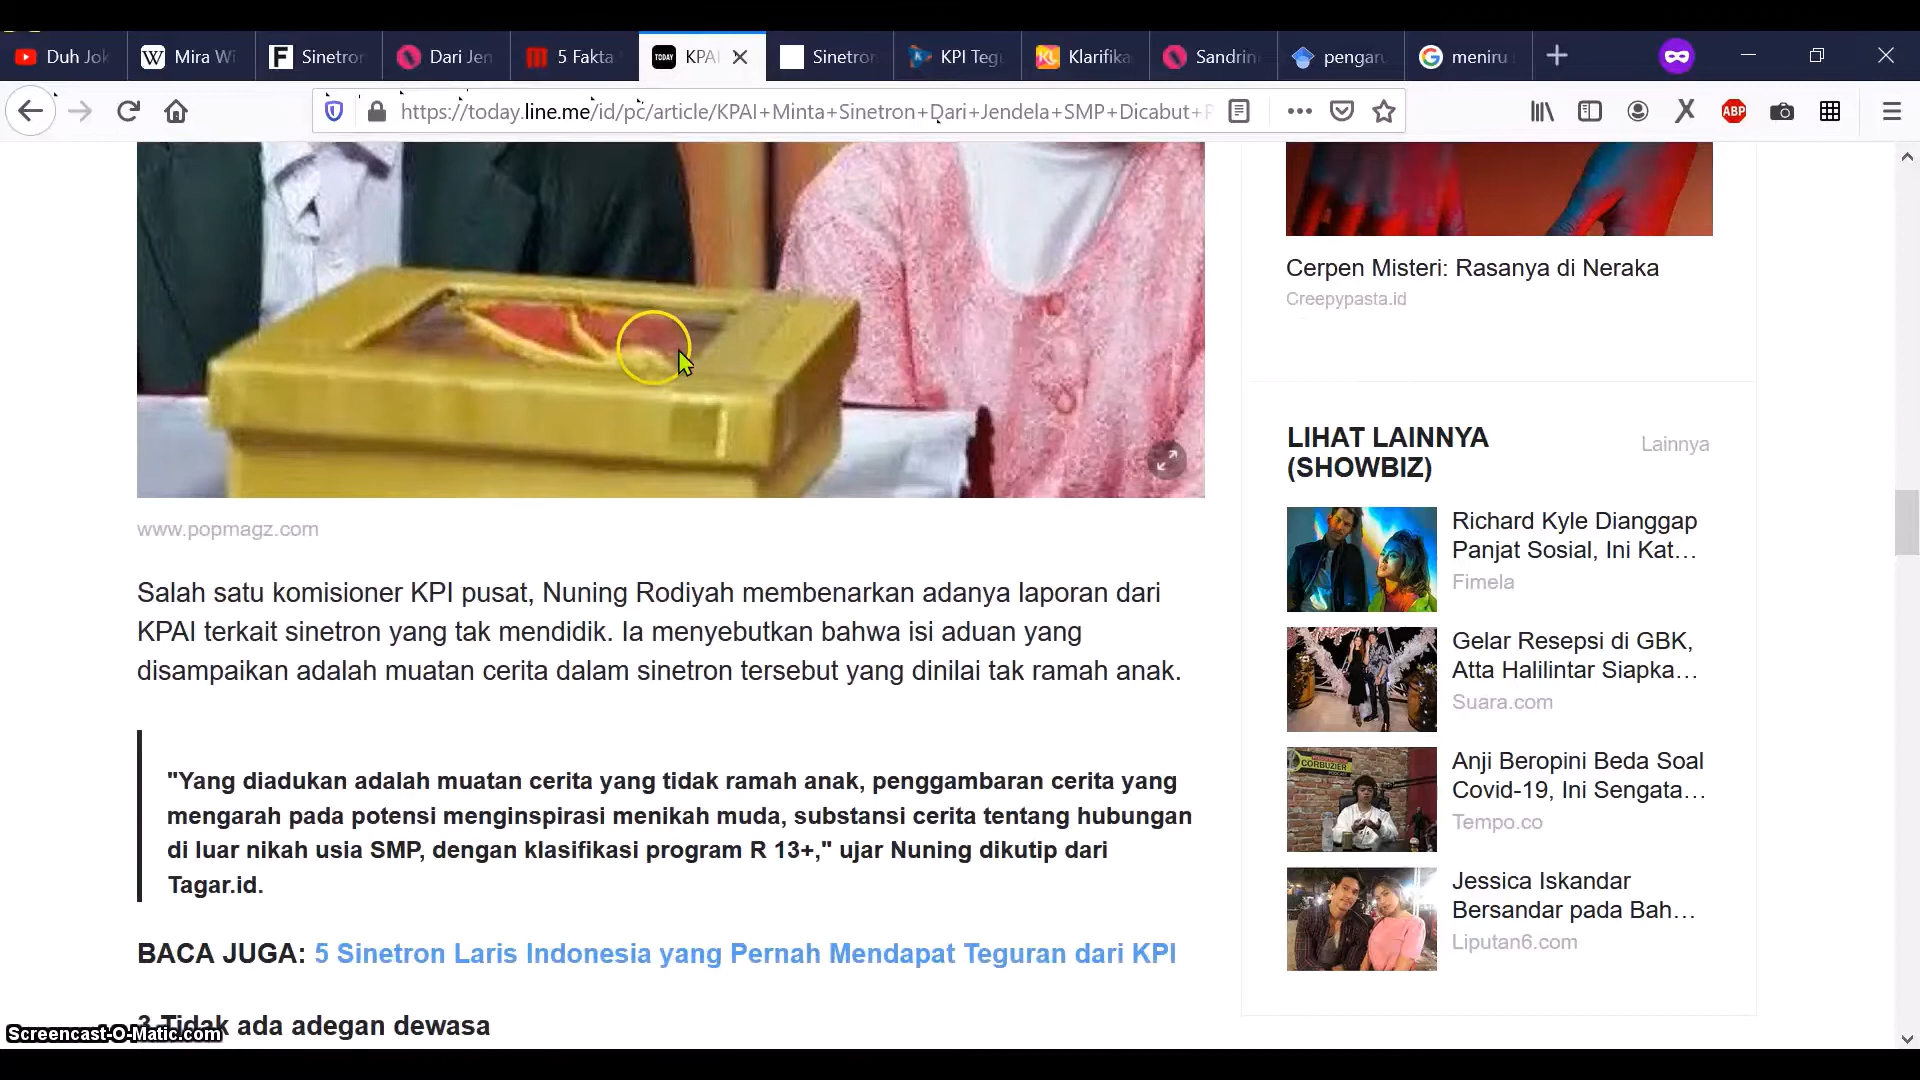 Duh Jok
Mira Wi
Sinetron
Dari Jen
5 Fakta
TODAY
KPAI
Sinetron
KPI Tegu
Klarifika
Sandrin
pengaru
meniru
https://today.line.me/id/pc/article/KPAI+Minta+Sinetron+Dari+Jendela+SMP+Dicabut+P
ABP
www.popmagz.com
Salah satu komisioner KPI pusat, Nuning Rodiyah membenarkan adanya laporan dari
KPAI terkait sinetron yang tak mendidik. Ia menyebutkan bahwa isi aduan yang
disampaikan adalah muatan cerita dalam sinetron tersebut yang dinilai tak ramah anak.
"Yang diadukan adalah muatan cerita yang tidak ramah anak, penggambaran cerita yang
mengarah pada potensi menginspirasi menikah muda, substansi cerita tentang hubungan
di luar nikah usia SMP, dengan klasifikasi program R 13+," ujar Nuning dikutip dari
Tagar.id.
BACA JUGA: 5 Sinetron Laris Indonesia yang Pernah Mendapat Teguran dari KPI
3. Tidak ada adegan dewasa
Screencast-O-Matic.com
Cerpen Misteri: Rasanya di Neraka
Creepypasta.id
LIHAT LAINNYA
(SHOWBIZ)
Lainnya
Richard Kyle Dianggap
Panjat Sosial, Ini Kat...
Fimela
Gelar Resepsi di GBK,
Atta Halilintar Siapka...
Suara.com
CORBUZIER
Anji Beropini Beda Soal
Covid-19, Ini Sengata...
Tempo.co
Jessica Iskandar
Bersandar pada Bah...
Liputan6.com